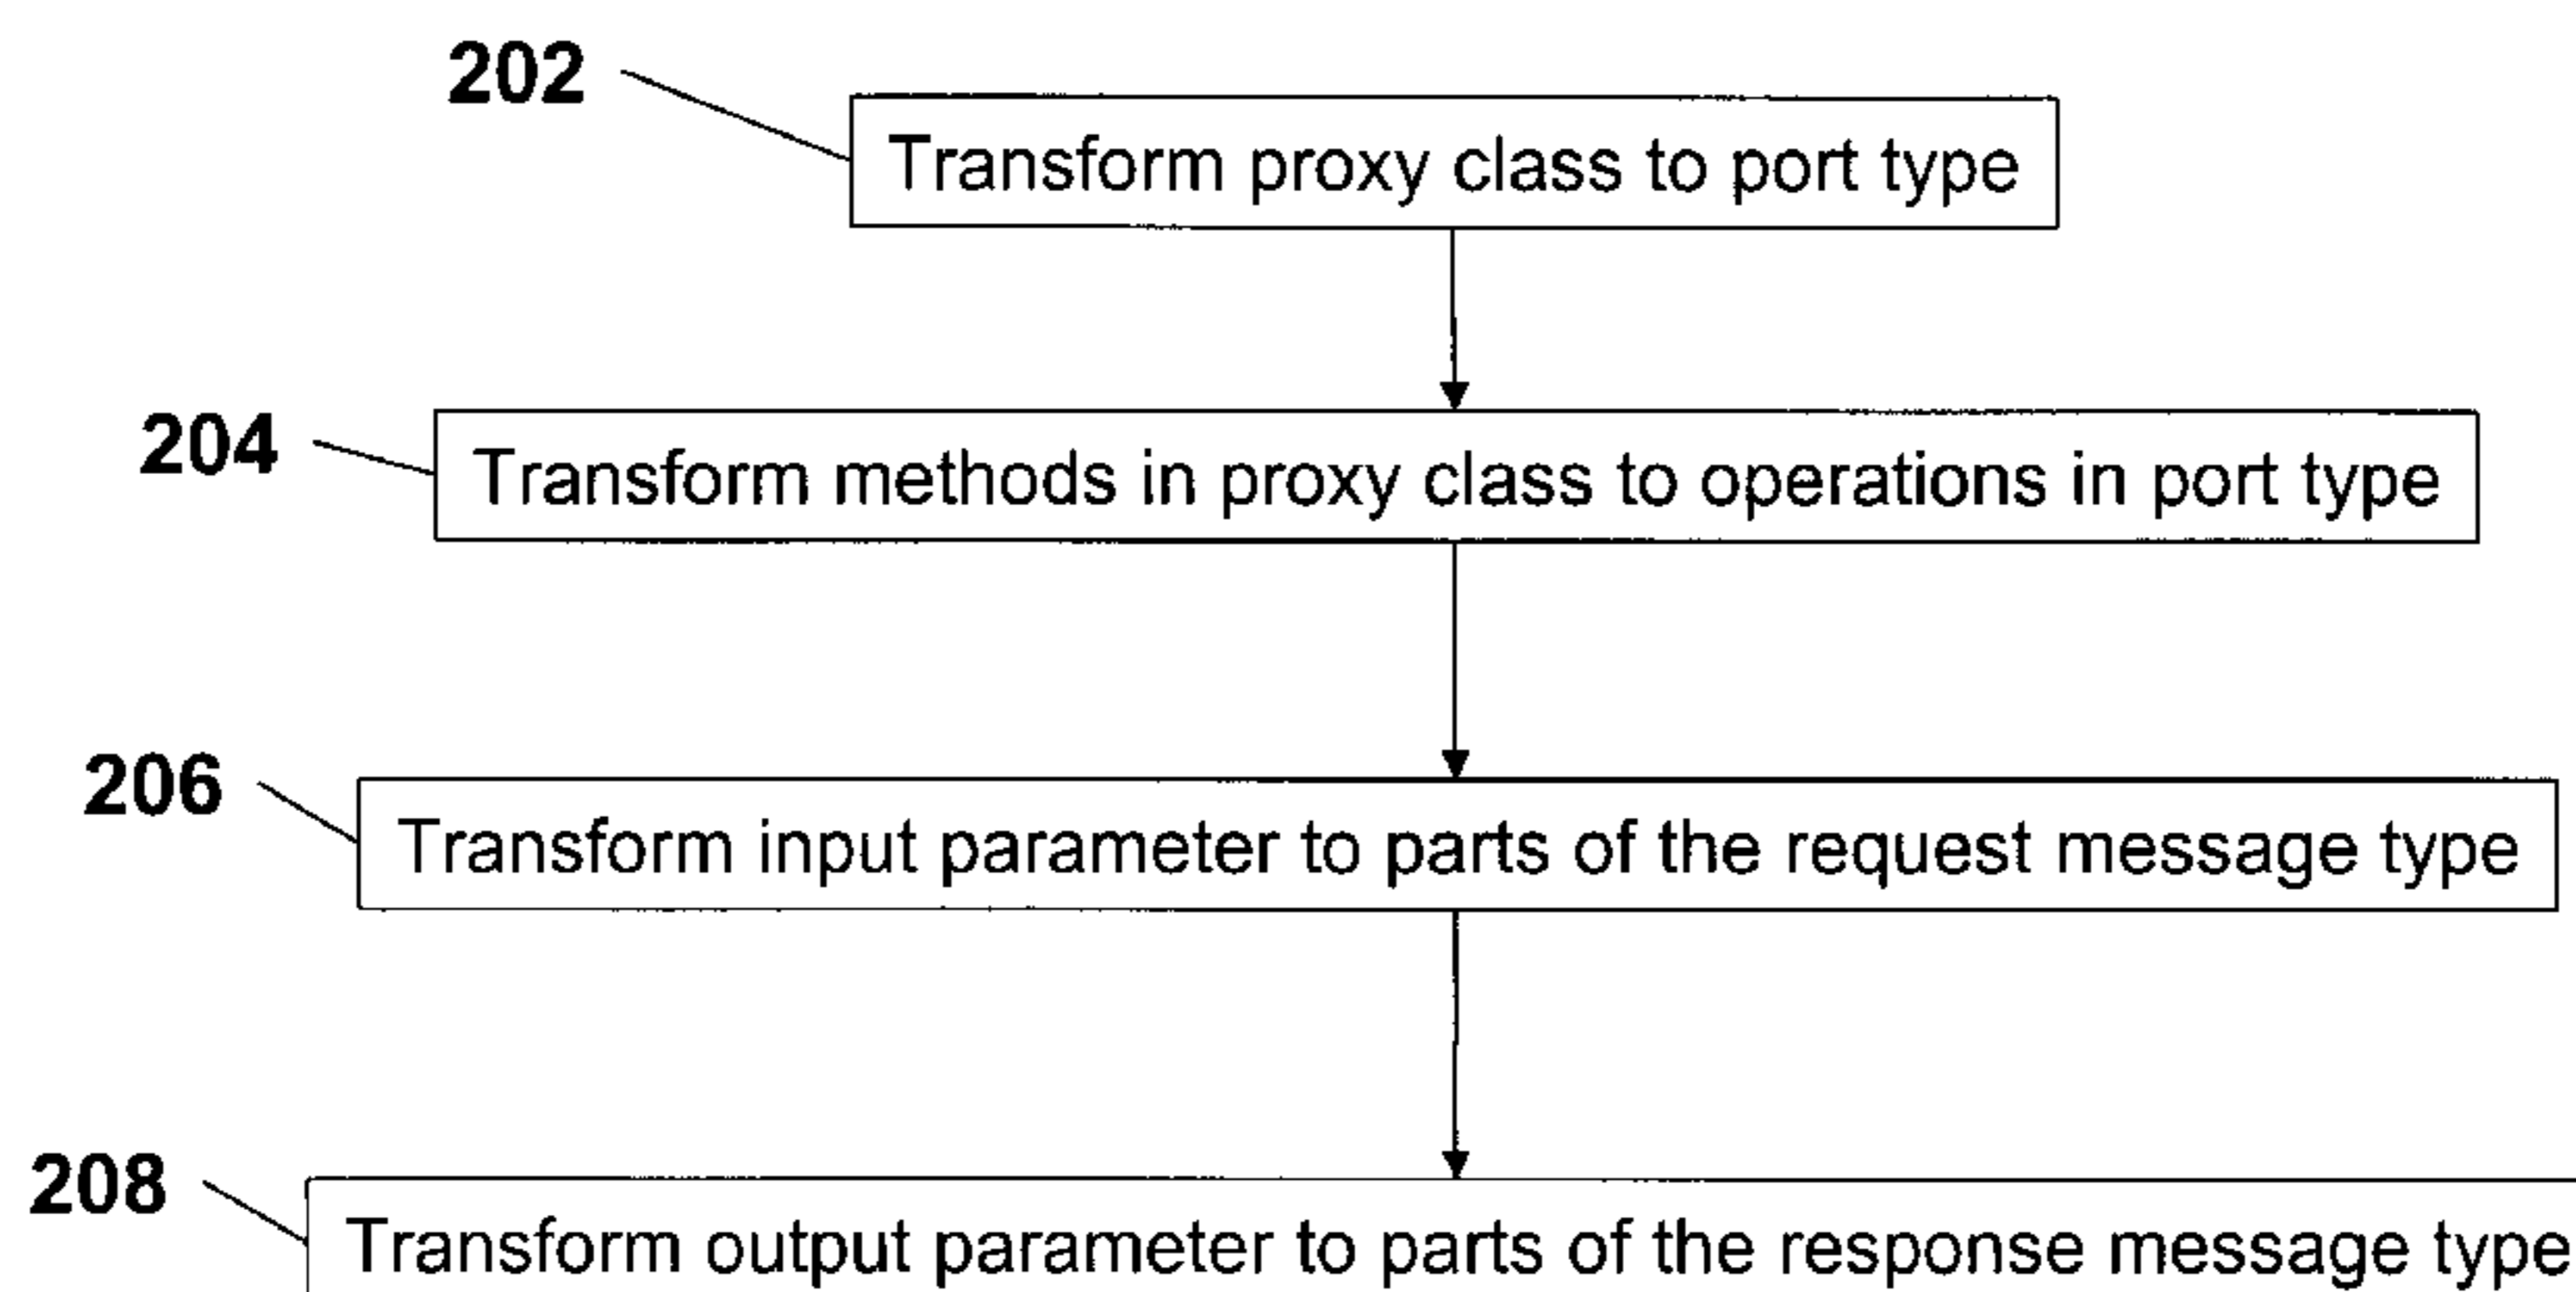 202
Transform proxy class to port type
204
Transform methods in proxy class to operations in port type
206
Transform input parameter to parts of the request message type
208
Transform output parameter to parts of the response message type